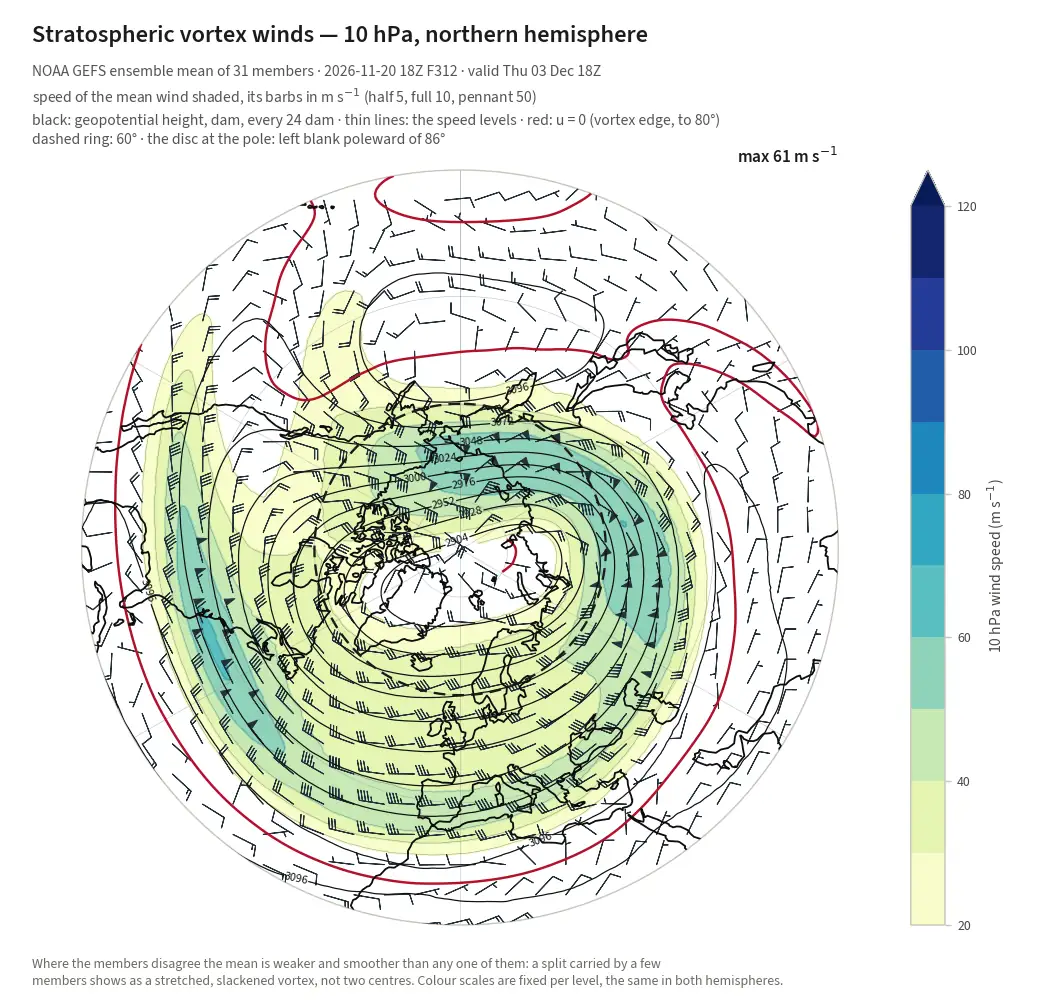 Stratospheric vortex winds — 10 hPa, northern hemisphere
NOAA GEFS ensemble mean of 31 members · 2026-11-20 18Z F312 · valid Thu 03 Dec 18Z
speed of the mean wind shaded, its barbs in m s⁻¹ (half 5, full 10, pennant 50)
black: geopotential height, dam, every 24 dam · thin lines: the speed levels · red: u = 0 (vortex edge, to 80°)
dashed ring: 60° · the disc at the pole: left blank poleward of 86°
max 61 m s⁻¹
120
100
80
60
40
20
10 hPa wind speed (m s⁻¹)
3096
3072
3048
3024
3000
2976
2952
2928
2904
3096
3096
Where the members disagree the mean is weaker and smoother than any one of them: a split carried by a few
members shows as a stretched, slackened vortex, not two centres. Colour scales are fixed per level, the same in both hemispheres.